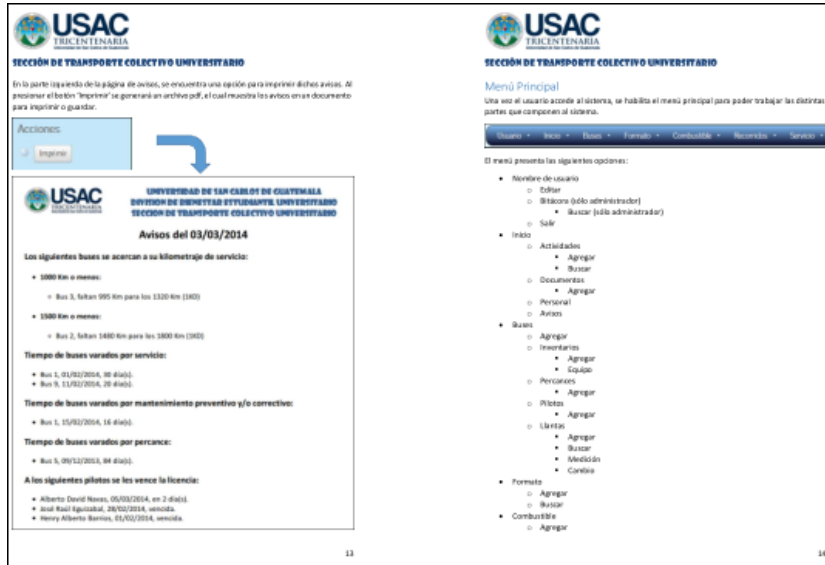 USAC
TRICENTENARIA
Universidad de San Carlos de Guatemala
SECCIÓN DE TRANSPORTE COLECTIVO UNIVERSITARIO
En la parte izquierda de la página de avisos, se encuentra una opción para imprimir dichos avisos. Al
presionar el botón 'Imprimir' se generará un archivo pdf, el cual muestra los avisos en un documento
para imprimir o guardar.
Acciones
Imprimir
USAC
TRICENTENARIA
UNIVERSIDAD DE SAN CARLOS DE GUATEMALA
DIVISION DE BIENESTAR ESTUDIANTIL UNIVERSITARIO
SECCION DE TRANSPORTE COLECTIVO UNIVERSITARIO
Avisos del 03/03/2014
Los siguientes buses se acercan a su kilometraje de servicio:
• 1000 Km o menos:
○ Bus 3, faltan 995 Km para los 1320 Km (1KD)
• 1500 Km o menos:
○ Bus 2, faltan 1480 Km para los 1800 Km (1KD)
Tiempo de buses varados por servicio:
• Bus 1, 01/02/2014, 30 día(s).
• Bus 9, 11/02/2014, 20 día(s).
Tiempo de buses varados por mantenimiento preventivo y/o correctivo:
• Bus 1, 15/02/2014, 16 día(s).
Tiempo de buses varados por percance:
• Bus 5, 09/12/2013, 84 día(s).
A los siguientes pilotos se les vence la licencia:
• Alberto David Navas, 05/03/2014, en 2 día(s).
• José Raúl Eguizabal, 28/02/2014, vencida.
• Henry Alberto Barrios, 01/02/2014, vencida.
13
USAC
TRICENTENARIA
Universidad de San Carlos de Guatemala
SECCIÓN DE TRANSPORTE COLECTIVO UNIVERSITARIO
Menú Principal
Una vez el usuario accede al sistema, se habilita el menú principal para poder trabajar las distintas
partes que componen al sistema.
Usuario Inicio Buses Formato Combustible Recorridos Servicio
El menú presenta las siguientes opciones:
• Nombre de usuario
○ Editar
○ Bitácora (sólo administrador)
▪ Buscar (sólo administrador)
○ Salir
• Inicio
○ Actividades
▪ Agregar
▪ Buscar
○ Documentos
▪ Agregar
○ Personal
○ Avisos
• Buses
○ Agregar
○ Inventarios
▪ Agregar
▪ Equipo
○ Percances
▪ Agregar
○ Pilotos
▪ Agregar
○ Llantas
▪ Agregar
▪ Buscar
▪ Medición
▪ Cambio
• Formato
○ Agregar
○ Buscar
• Combustible
○ Agregar
14